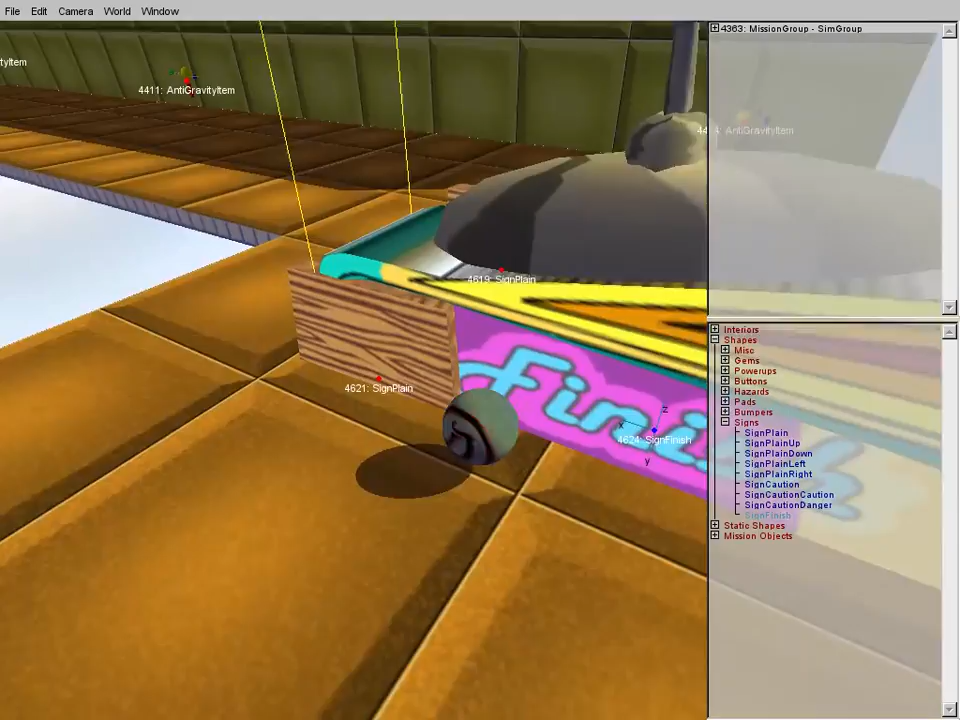 File Edit Camera World Window
4363: MissionGroup - SimGroup
tyItem
4411: AntiGravityItem
AntiGravityItem
4619: SignPlain
4621: SignPlain
Finish
x
z
4624: SignFinish
y
Interiors
Shapes
Misc
Gems
Powerups
Buttons
Hazards
Pads
Bumpers
Signs
SignPlain
SignPlainUp
SignPlainDown
SignPlainLeft
SignPlainRight
SignCaution
SignCautionCaution
SignCautionDanger
SignFinish
Static Shapes
Mission Objects